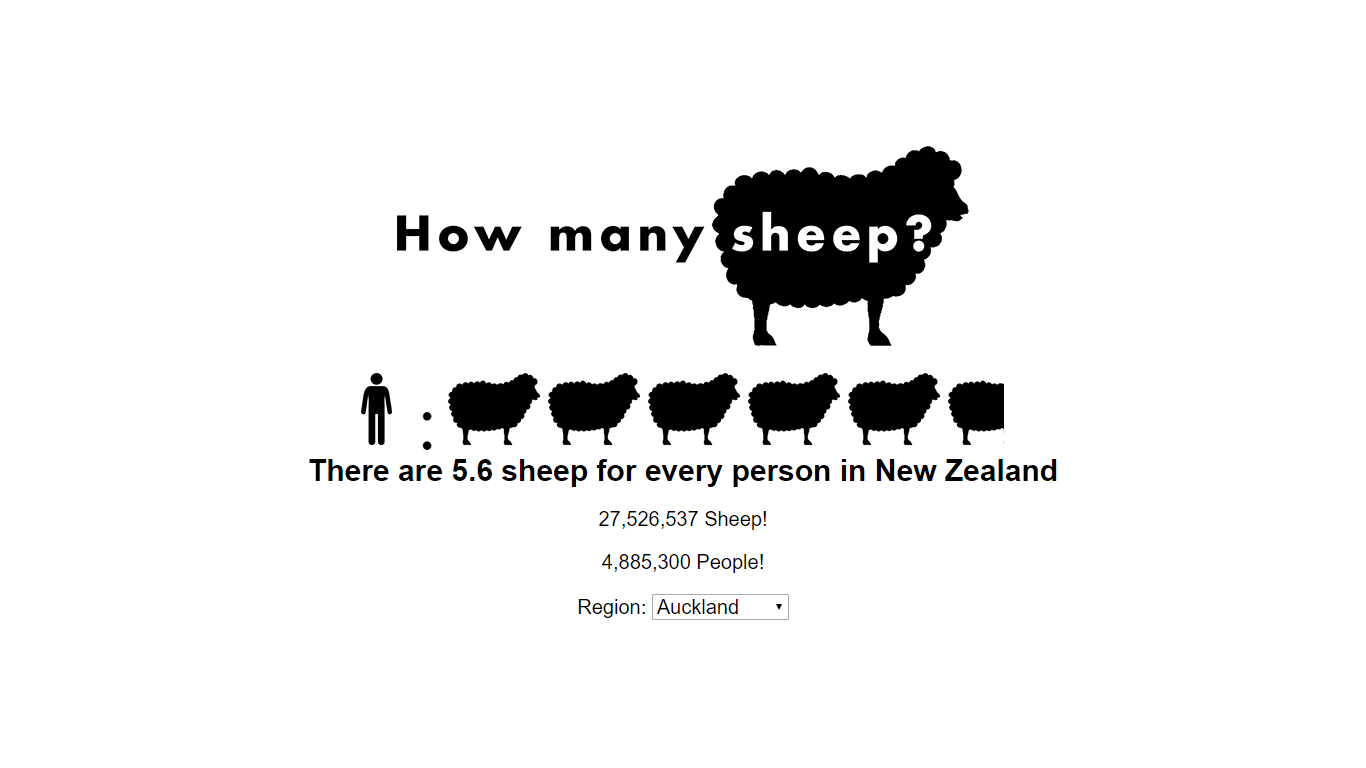 How many sheep?
:
There are 5.6 sheep for every person in New Zealand
27,526,537 Sheep!
4,885,300 People!
Region: Auckland